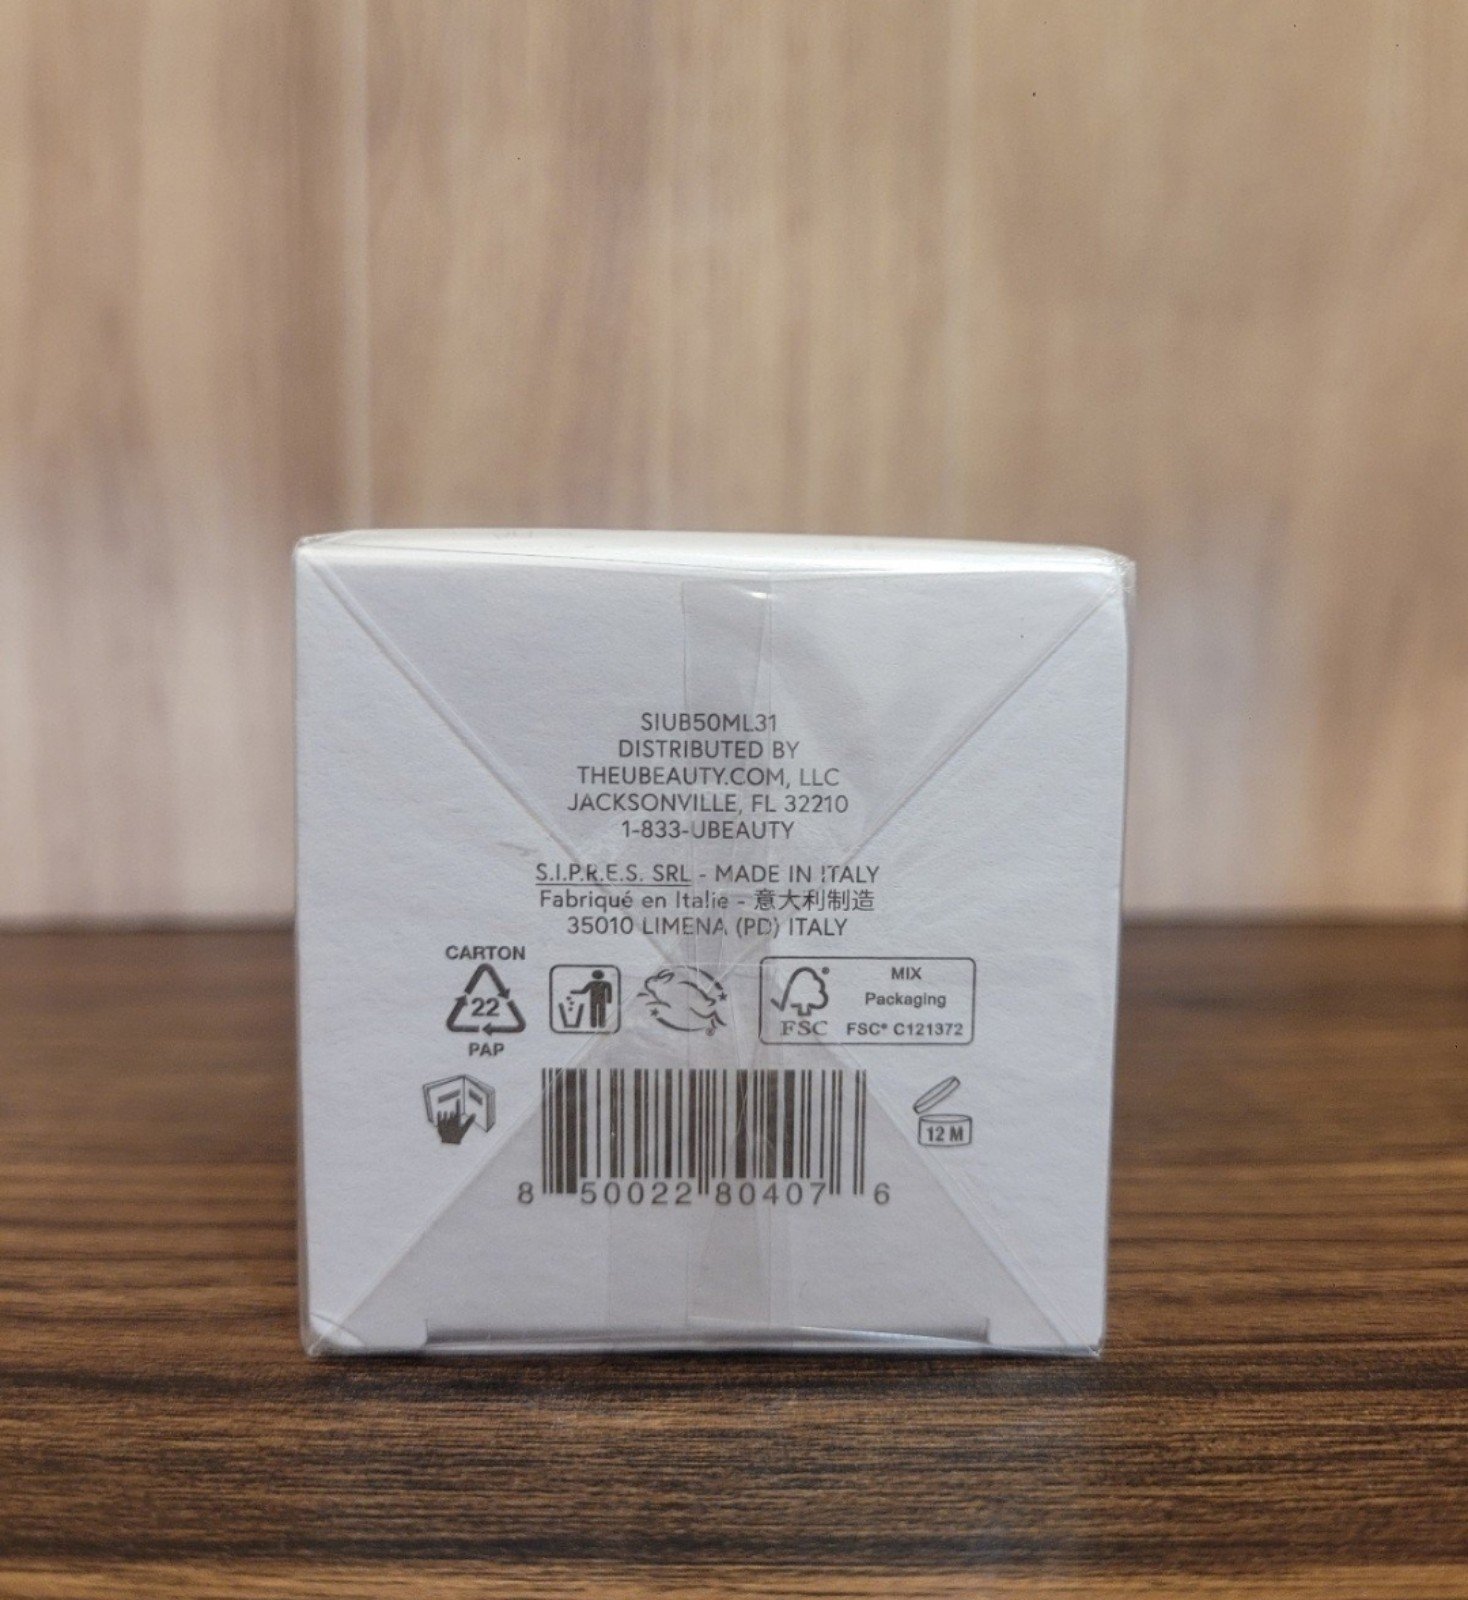 SIUB50ML31
DISTRIBUTED BY
THEUBEAUTY.COM, LLC
JACKSONVILLE, FL 32210
1-833-UBEAUTY
S.I.P.R.E.S. SRL - MADE IN ITALY
Fabriqué en Italie - 意大利制造
35010 LIMENA (PD) ITALY
CARTON
22
PAP
FSC
MIX
Packaging
FSC® C121372
12 M
8 50022 80407 6